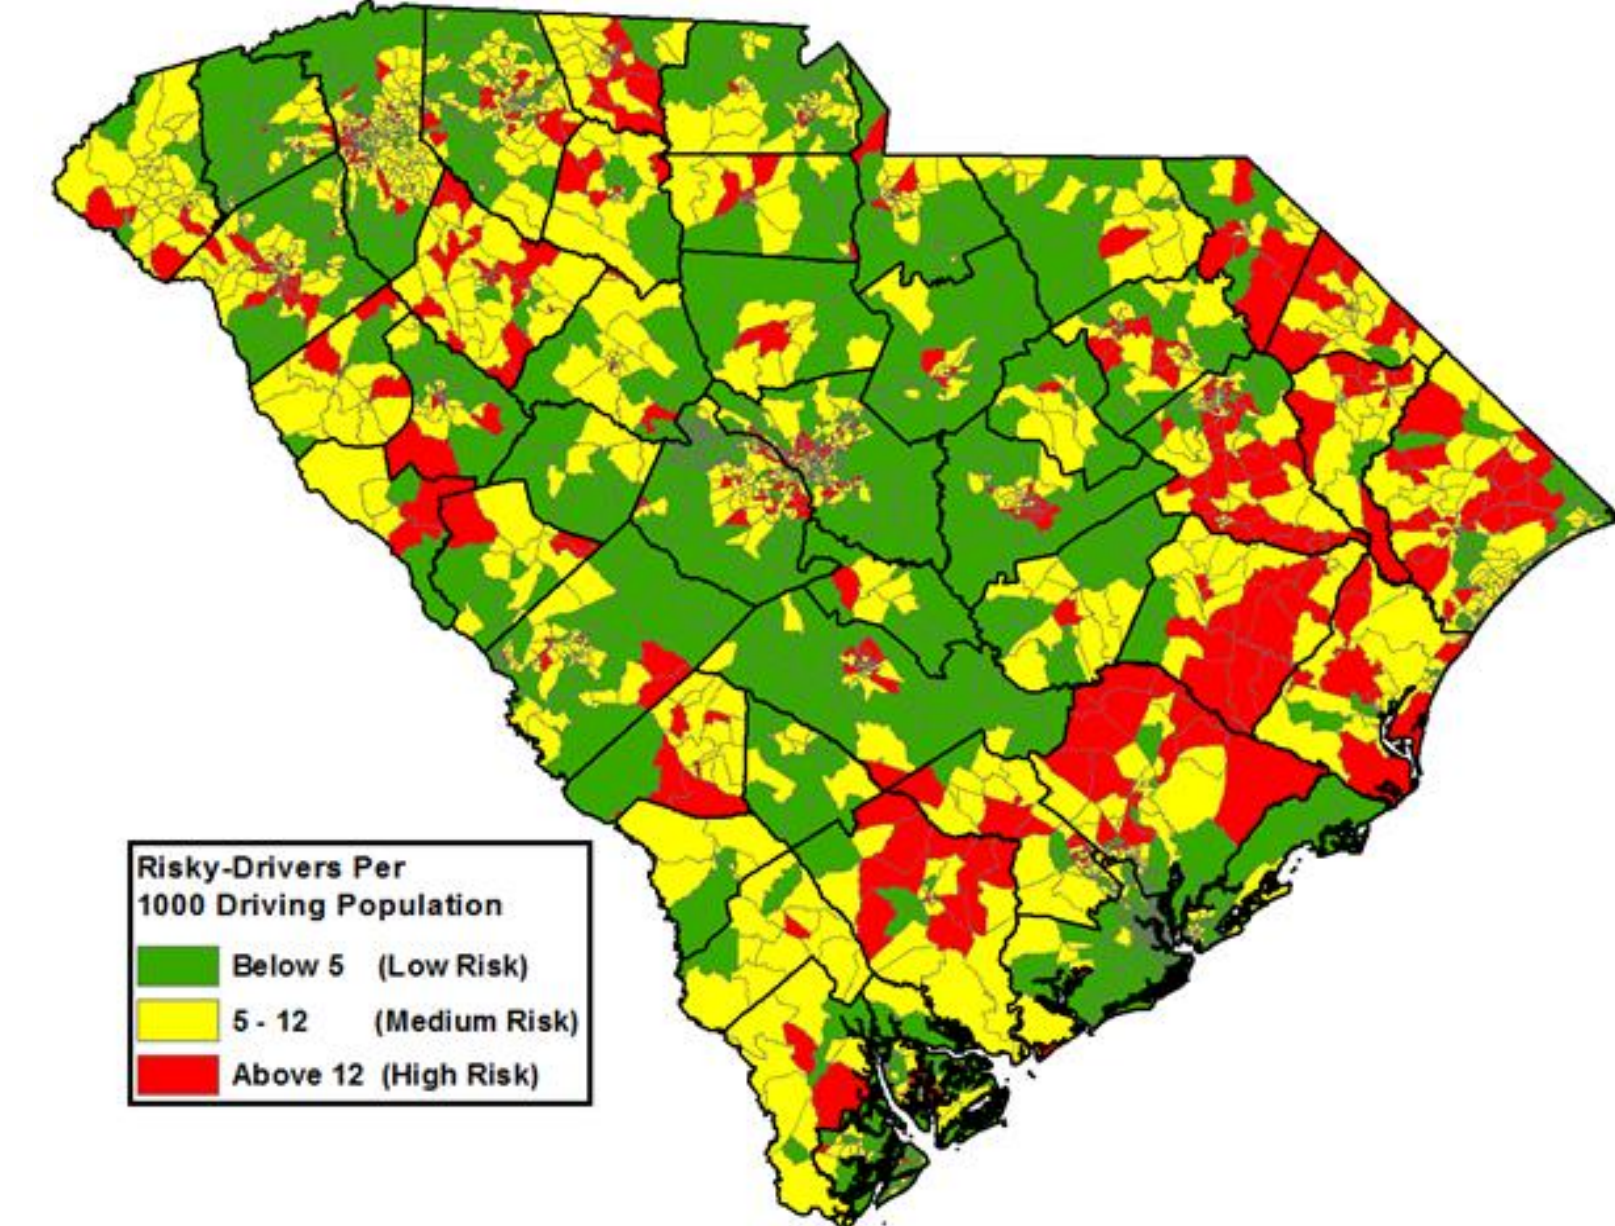 Risky-Drivers Per
1000 Driving Population
Below 5 (Low Risk)
5 - 12 (Medium Risk)
Above 12 (High Risk)